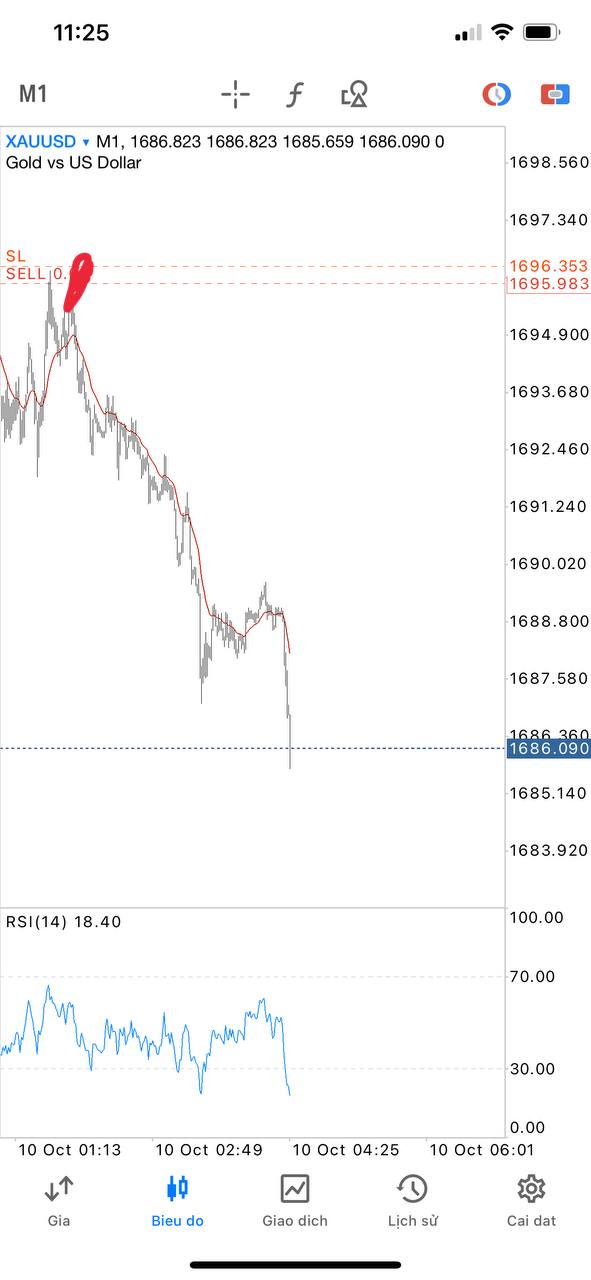 11:25
M1
XAUUSD ▾ M1, 1686.823 1686.823 1685.659 1686.090 0
Gold vs US Dollar
1698.560
1697.340
SL
1696.353
SELL 0.
1695.983
1694.900
1693.680
1692.460
1691.240
1690.020
1688.800
1687.580
1686.360
1686.090
1685.140
1683.920
RSI(14) 18.40
100.00
70.00
30.00
0.00
10 Oct 01:13 10 Oct 02:49 10 Oct 04:25 10 Oct 06:01
Gia Bieu do Giao dich Lịch sử Cai dat